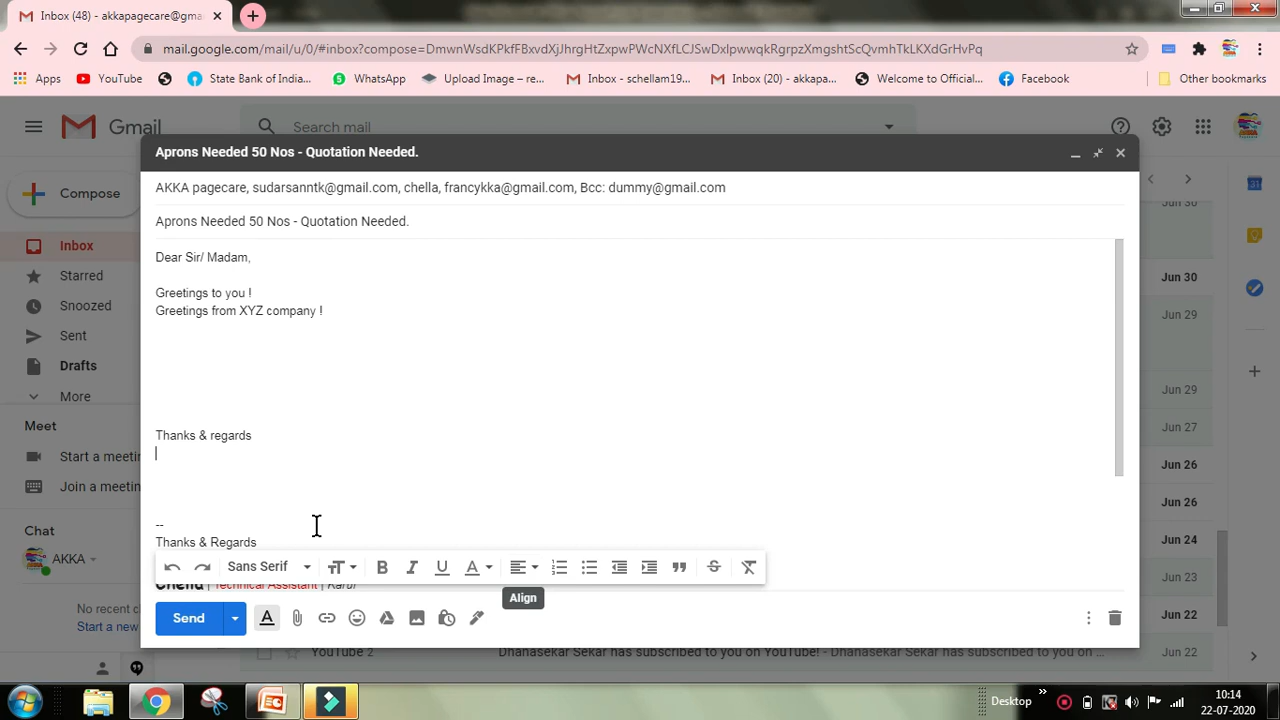 Inbox (48) - akkapagecare@gma
mail.google.com/mail/u/0/#inbox?compose=DmwnWsdKPkfFBxvdXjJhrgHtZxpwPWcNXfLCJSwDxlpwwqkRgrpzXmgshtScQvmhTkLKXdGrHvPq
Apps YouTube State Bank of India... WhatsApp Upload Image – re... Inbox - schellam19... Inbox (20) - akkapa... Welcome to Official... Facebook Other bookmarks
Gmail Search mail
Aprons Needed 50 Nos - Quotation Needed.
Compose
AKKA pagecare, sudarsanntk@gmail.com, chella, francykka@gmail.com, Bcc: dummy@gmail.com
Aprons Needed 50 Nos - Quotation Needed.
Inbox
Starred
Snoozed
Sent
Drafts
More
Dear Sir/ Madam,
Greetings to you !
Greetings from XYZ company !
Thanks & regards
--
Thanks & Regards
Meet
Start a meetin
Join a meetin
Chat
AKKA
No recent c
Start a new
Jun 30
Jun 30
Jun 29
Jun 29
Jun 27
Jun 26
Jun 26
Jun 24
Jun 23
Jun 22
Jun 22
Sans Serif B I U A
Chella | Technical Assistant | Karur
Align
Send A
YouTube 2 Dhanasekar Sekar has subscribed to you on YouTube! - Dhanasekar Sekar has subscribed to you on ...
Desktop
10:14
22-07-2020